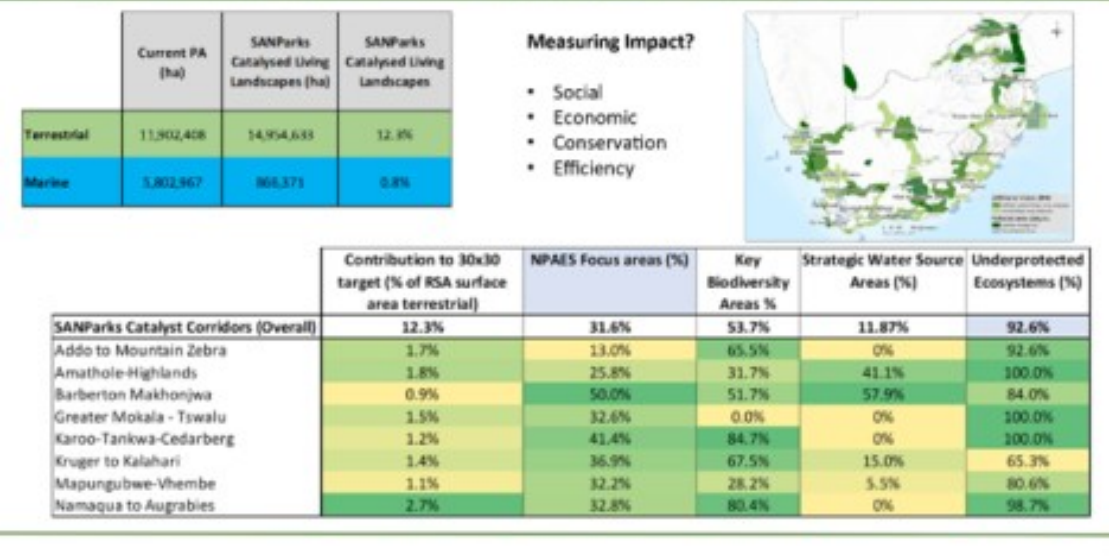 Current PA (ha) SANParks Catalysed Living Landscapes (ha) SANParks Catalysed Living Landscapes
Terrestrial 11,902,408 14,954,633 12.3%
Marine 5,802,967 0.8%
Measuring Impact?
• Social
• Economic
• Conservation
• Efficiency
Contribution to 30x30 target (% of RSA surface area terrestrial) NPAES Focus areas (%) Key Biodiversity Areas % Strategic Water Source Areas (%) Underprotected Ecosystems (%)
SANParks Catalyst Corridors (Overall) 12.3% 31.6% 53.7% 11.87% 92.6%
Addo to Mountain Zebra 1.7% 13.0% 65.5% 0% 92.6%
Amathole-Highlands 1.8% 25.8% 31.7% 41.1% 100.0%
Barberton Makhonjwa 0.9% 50.0% 51.7% 57.9% 84.0%
Greater Mokala - Tswalu 1.5% 32.6% 0.0% 0% 100.0%
Karoo-Tankwa-Cedarberg 1.2% 41.4% 84.7% 0% 100.0%
Kruger to Kalahari 1.4% 36.9% 67.5% 15.0% 65.3%
Mapungubwe-Vhembe 1.1% 32.2% 28.2% 5.5% 80.6%
Namaqua to Augrabies 2.7% 32.8% 80.4% 0% 98.7%